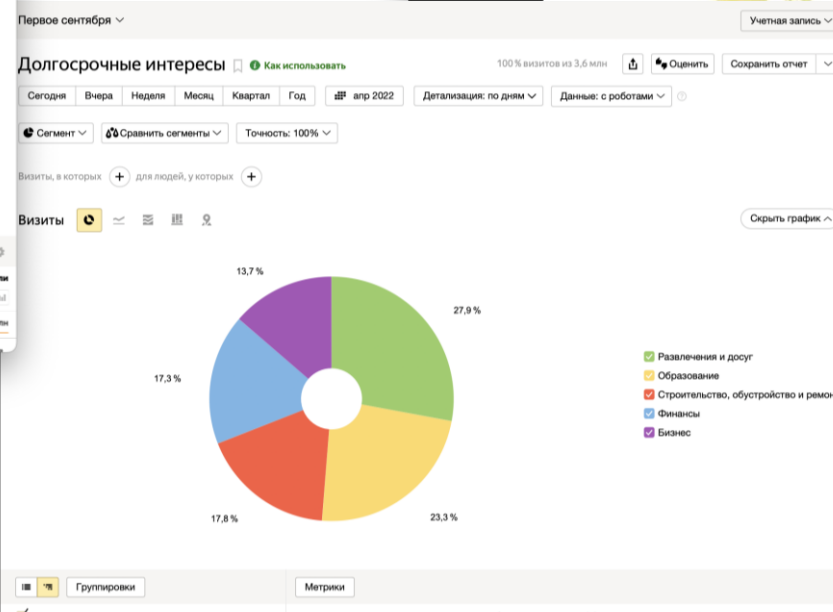 Первое сентября
Учетная запись
Долгосрочные интересы
Как использовать
100% визитов из 3,6 млн
Оценить
Сохранить отчет
Сегодня
Вчера
Неделя
Месяц
Квартал
Год
апр 2022
Детализация: по дням
Данные: с роботами
Сегмент
Сравнить сегменты
Точность: 100%
Визиты, в которых
для людей, у которых
Визиты
Скрыть график
13,7 %
27,9 %
17,3 %
17,8 %
23,3 %
Развлечения и досуг
Образование
Строительство, обустройство и ремон
Финансы
Бизнес
Группировки
Метрики